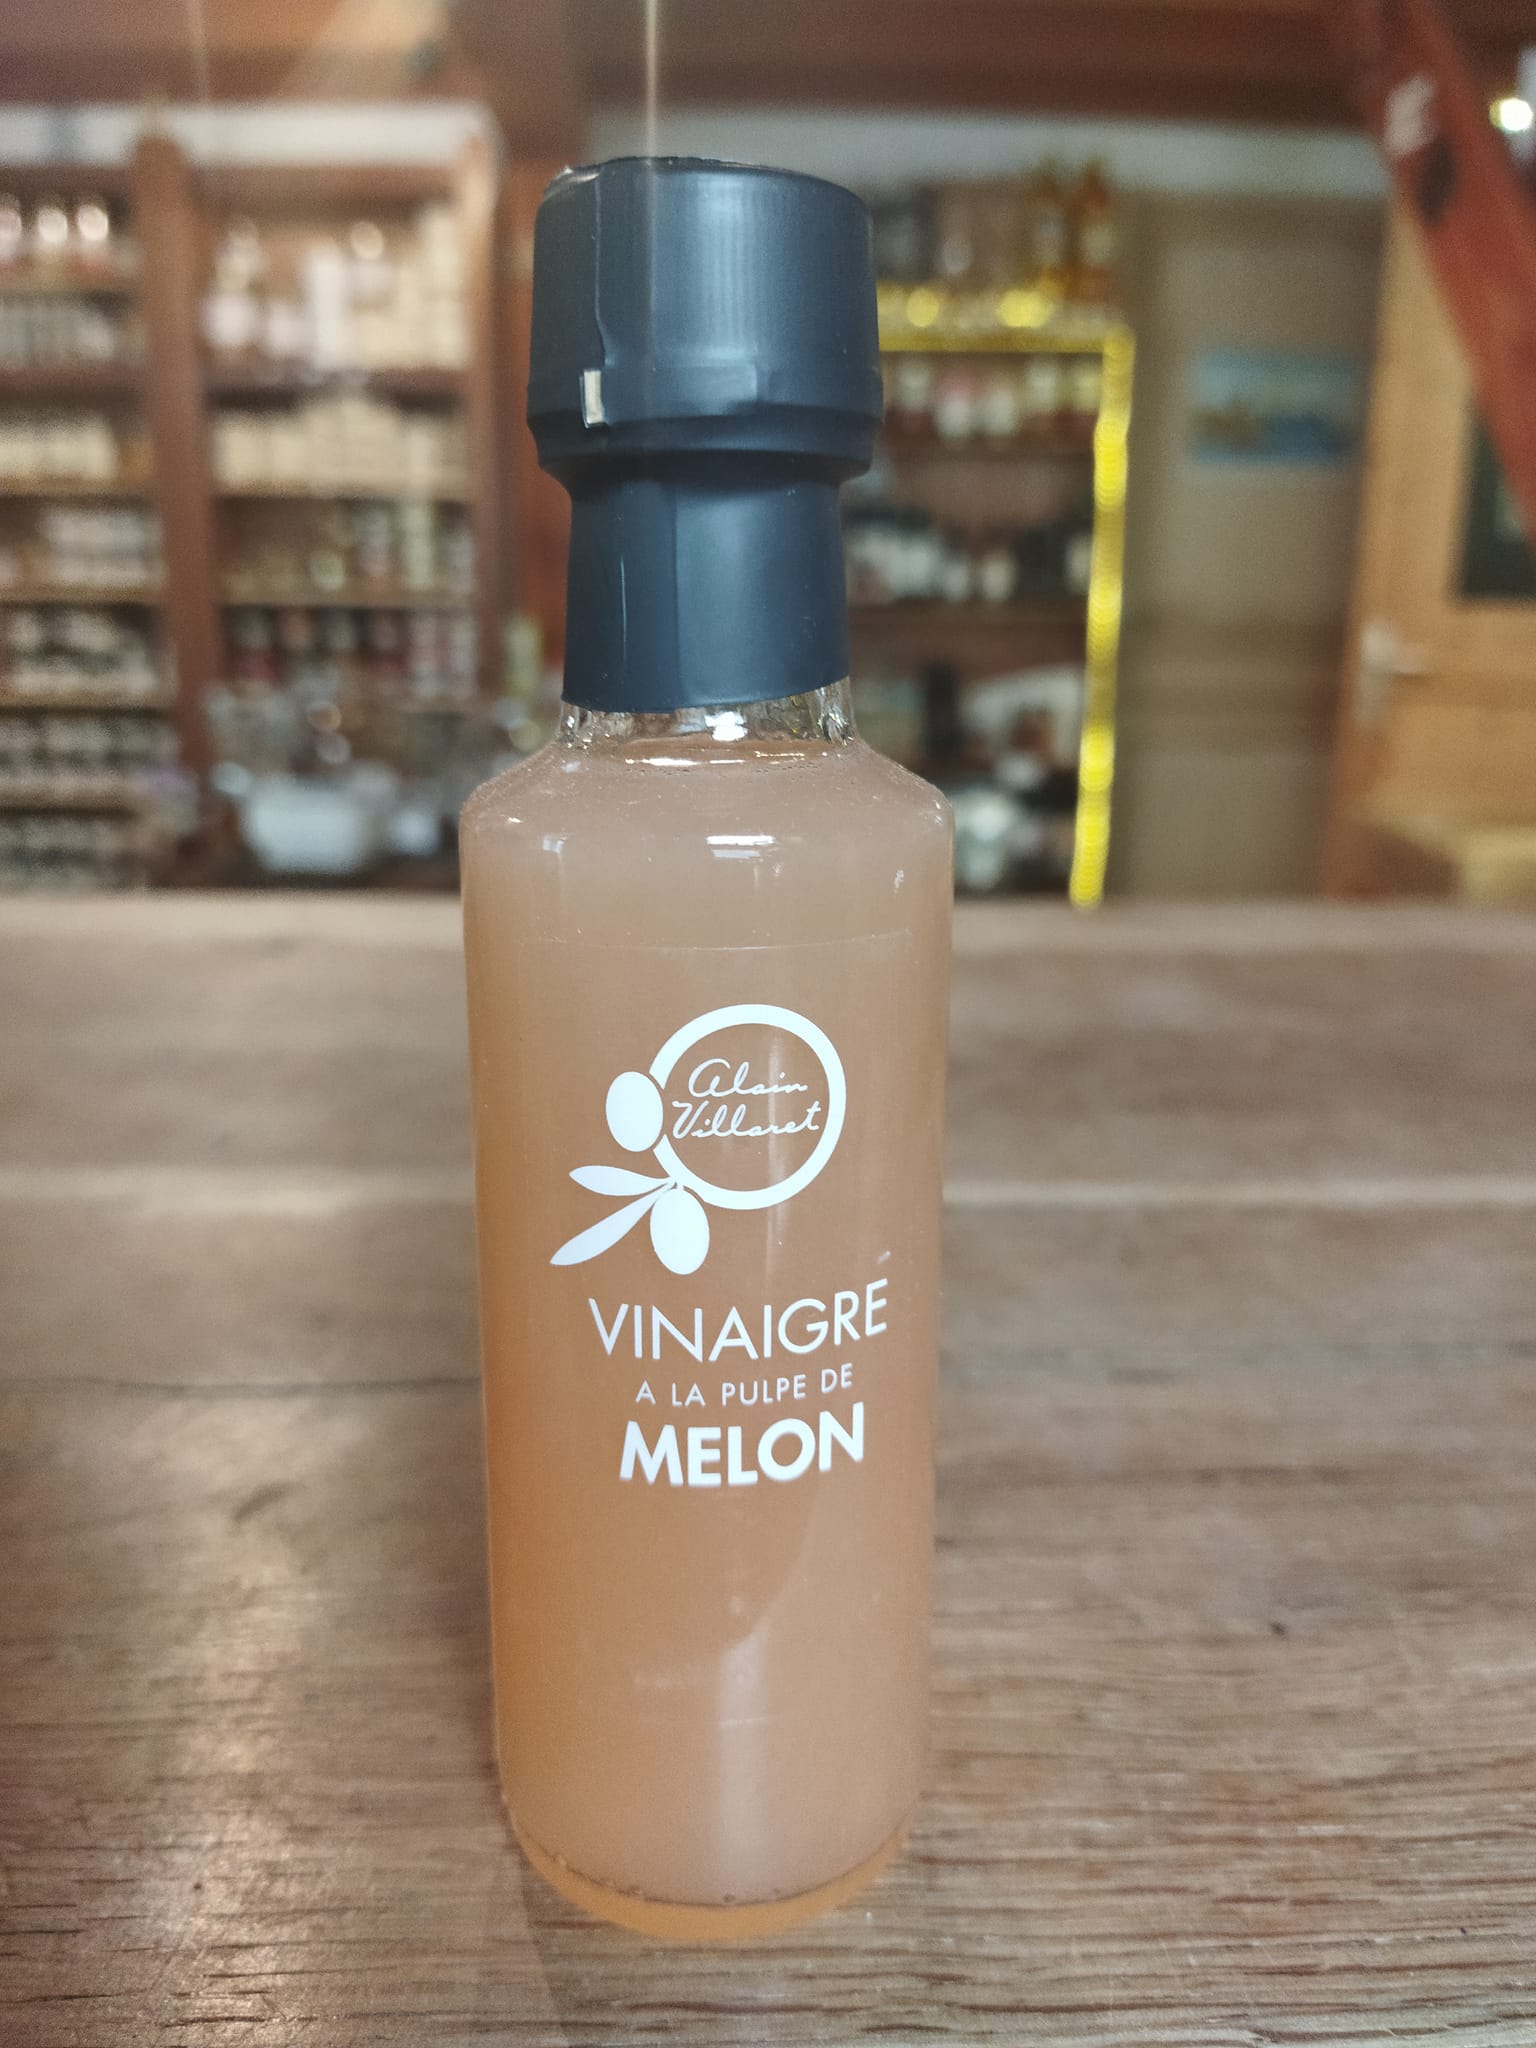 Alain
Villaret
VINAIGRE
A LA PULPE DE
MELON